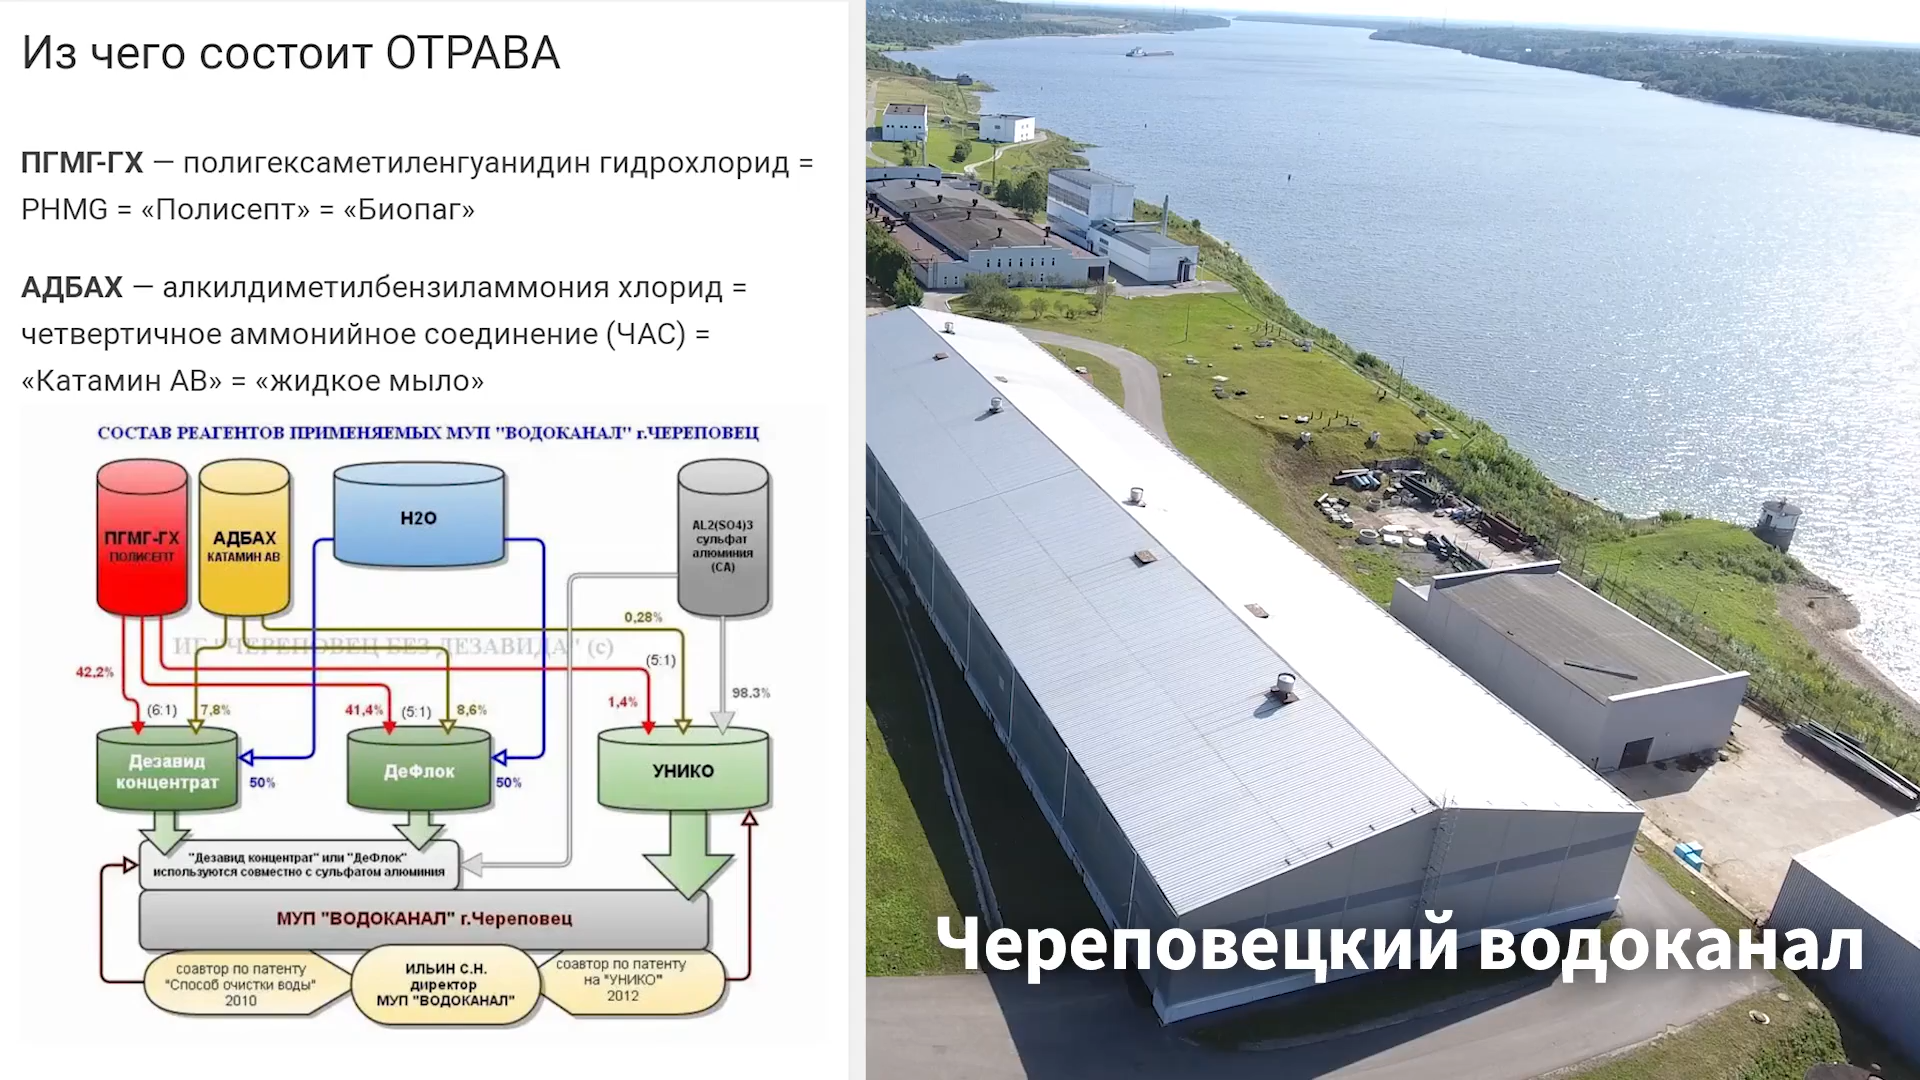 Из чего состоит ОТРАВА
ПГМГ-ГХ — полигексаметиленгуанидин гидрохлорид =
PHMG = «Полисепт» = «Биопаг»
АДБАХ — алкилдиметилбензиламмония хлорид =
четвертичное аммонийное соединение (ЧАС) =
«Катамин АВ» = «жидкое мыло»
СОСТАВ РЕАГЕНТОВ ПРИМЕНЯЕМЫХ МУП "ВОДОКАНАЛ" г.ЧЕРЕПОВЕЦ
ПГМГ-ГХ
ПОЛИСЕПТ
АДБАХ
КАТАМИН АВ
H2O
AL2(SO4)3
сульфат
алюминия
(СА)
0,28%
ИГ "ЧЕРЕПОВЕЦ БЕЗ ДЕЗАВИДА" (с)
42,2%
(5:1)
98.3%
(6:1)
7,8%
41,4%
(5:1)
8,6%
1,4%
Дезавид
концентрат
50%
ДеФлок
50%
УНИКО
"Дезавид концентрат" или "ДеФлок"
используются совместно с сульфатом алюминия
МУП "ВОДОКАНАЛ" г.Череповец
соавтор по патенту
"Способ очистки воды"
2010
ИЛЬИН С.Н.
директор
МУП "ВОДОКАНАЛ"
соавтор по патенту
на "УНИКО"
2012
Череповецкий водоканал